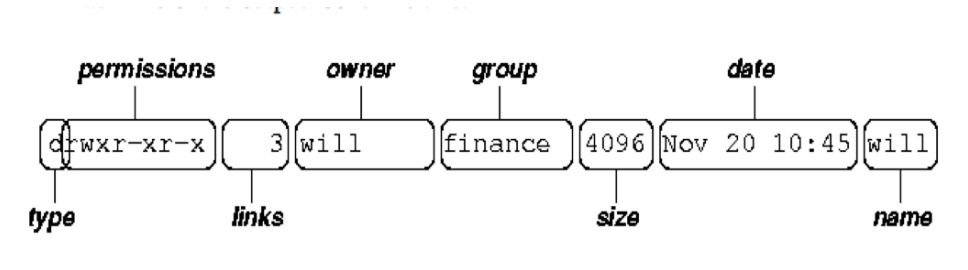 permissions owner group date
drwxr-xr-x 3 will finance 4096 Nov 20 10:45 will
type links size name